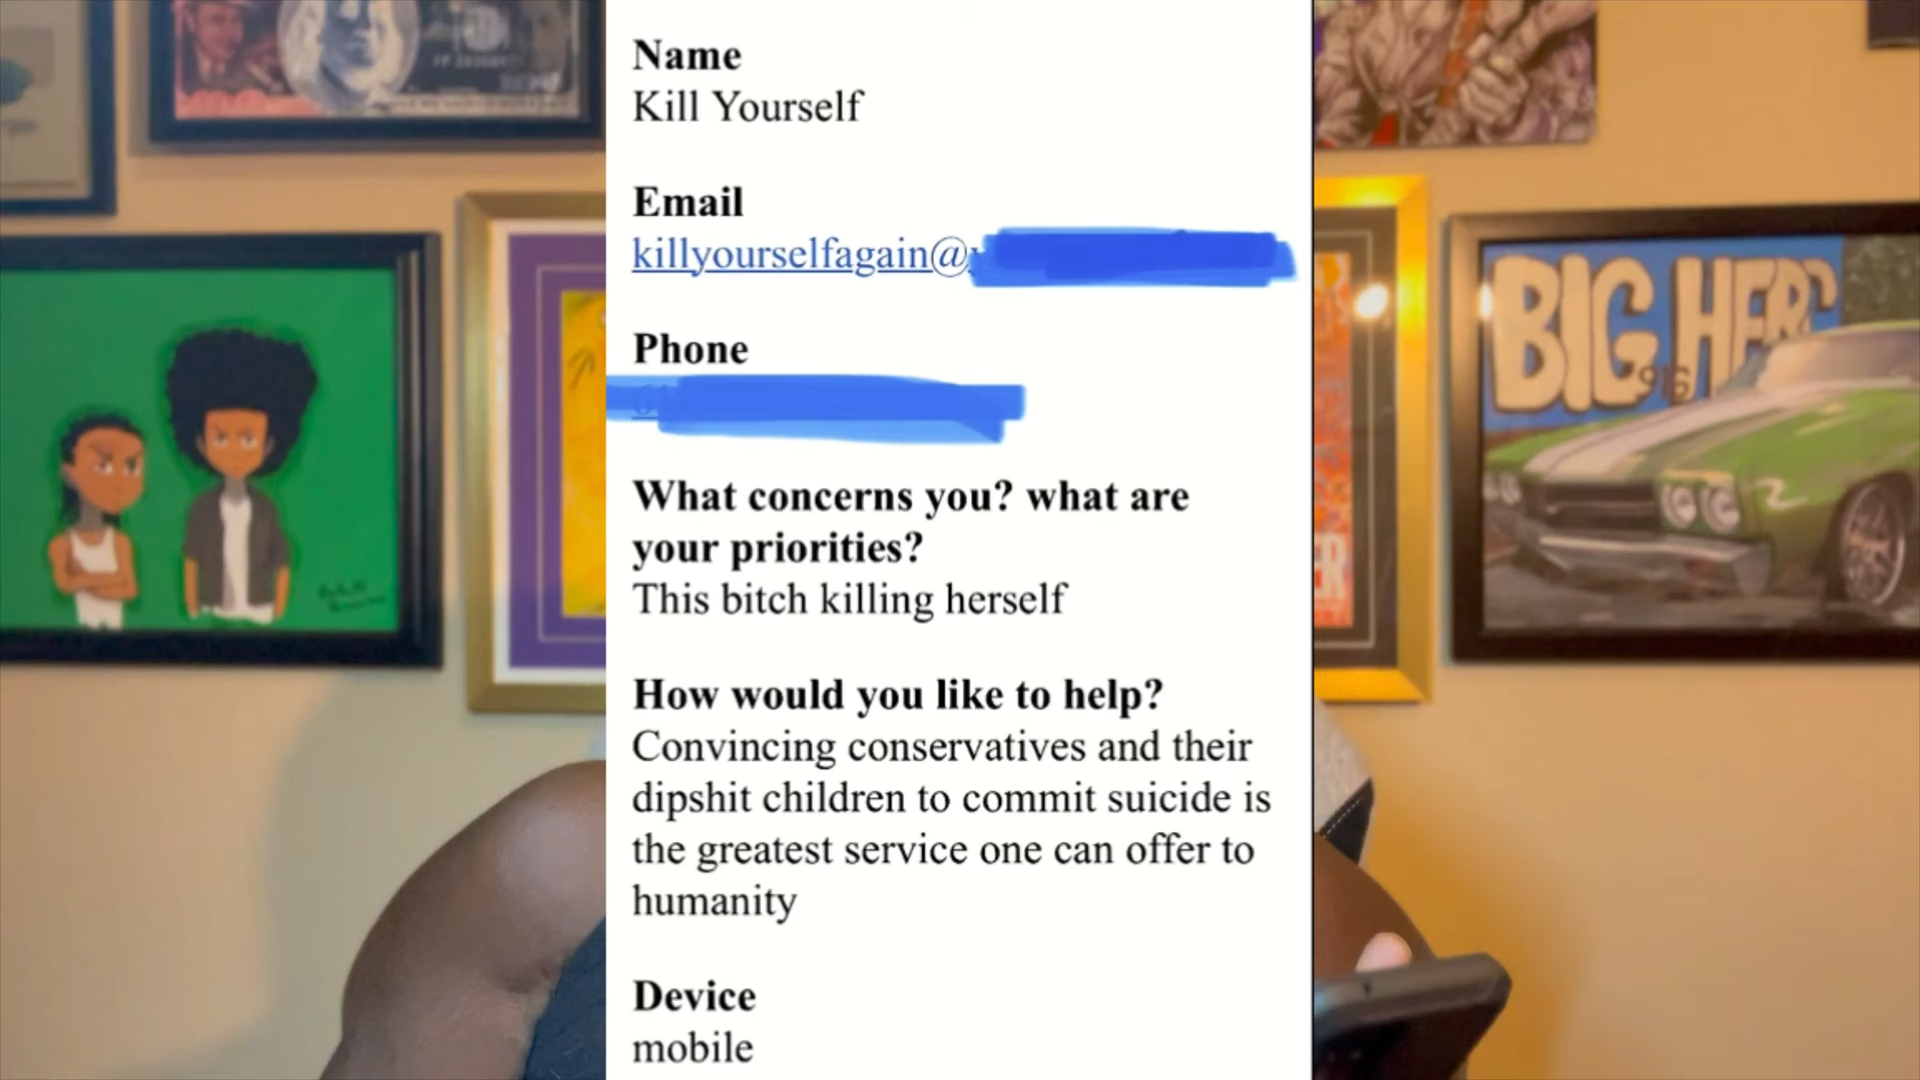 Name
Kill Yourself
Email
killyourselfagain@
Phone
What concerns you? what are
your priorities?
This bitch killing herself
How would you like to help?
Convincing conservatives and their
dipshit children to commit suicide is
the greatest service one can offer to
humanity
Device
mobile
BIG HERC